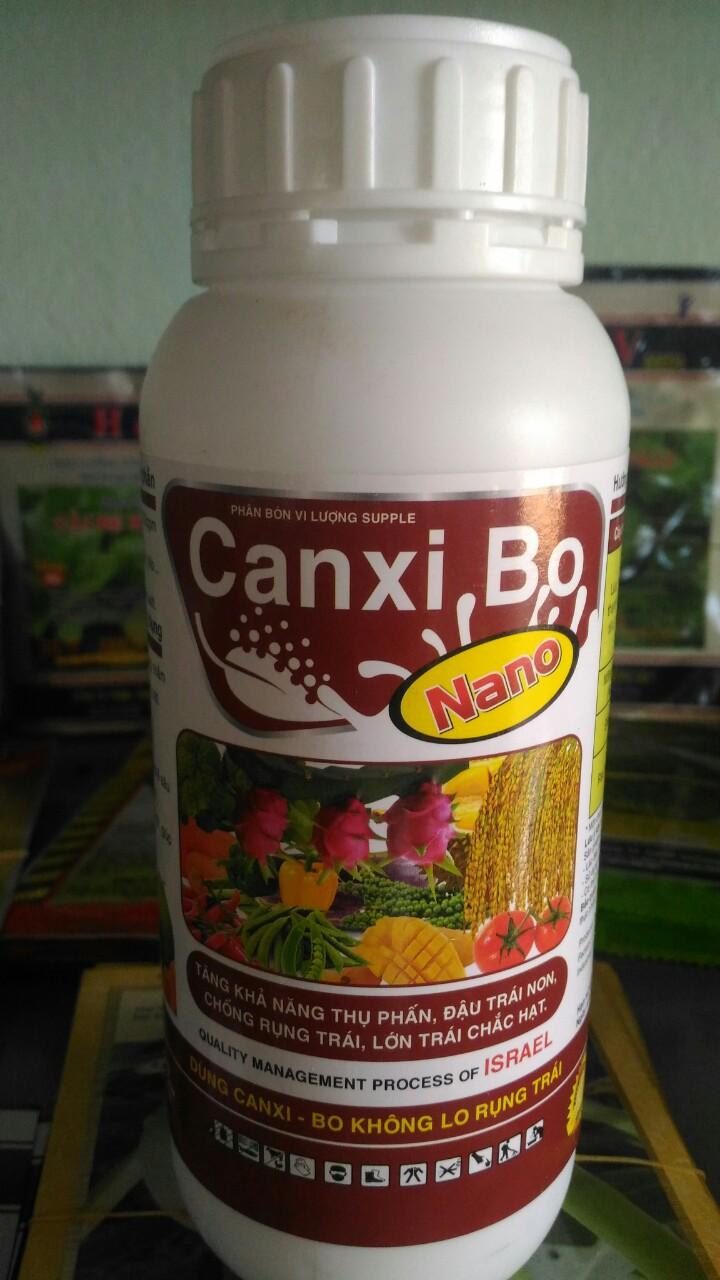 PHÂN BÓN VI LƯỢNG SUPPLE
Canxi Bo
Nano
TĂNG KHẢ NĂNG THỤ PHẤN, ĐẬU TRÁI NON,
CHỐNG RỤNG TRÁI, LỚN TRÁI CHẮC HẠT.
QUALITY MANAGEMENT PROCESS OF ISRAEL
DÙNG CANXI - BO KHÔNG LO RỤNG TRÁI